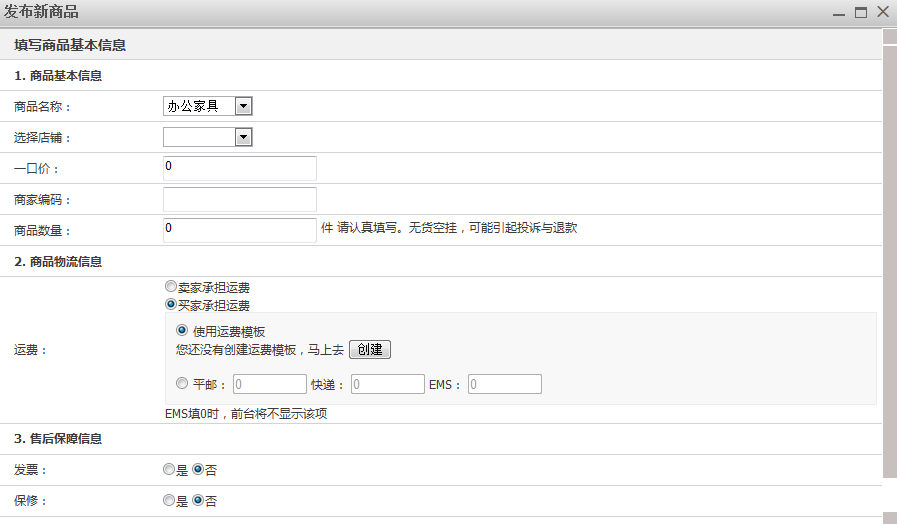 发布新商品
填写商品基本信息
1. 商品基本信息
商品名称： 办公家具
选择店铺：
一口价： 0
商家编码：
商品数量： 0 件 请认真填写。无货空挂，可能引起投诉与退款
2. 商品物流信息
卖家承担运费
买家承担运费
使用运费模板
运费： 您还没有创建运费模板，马上去 创建
平邮： 0 快递： 0 EMS： 0
EMS填0时，前台将不显示该项
3. 售后保障信息
发票： 是 否
保修： 是 否